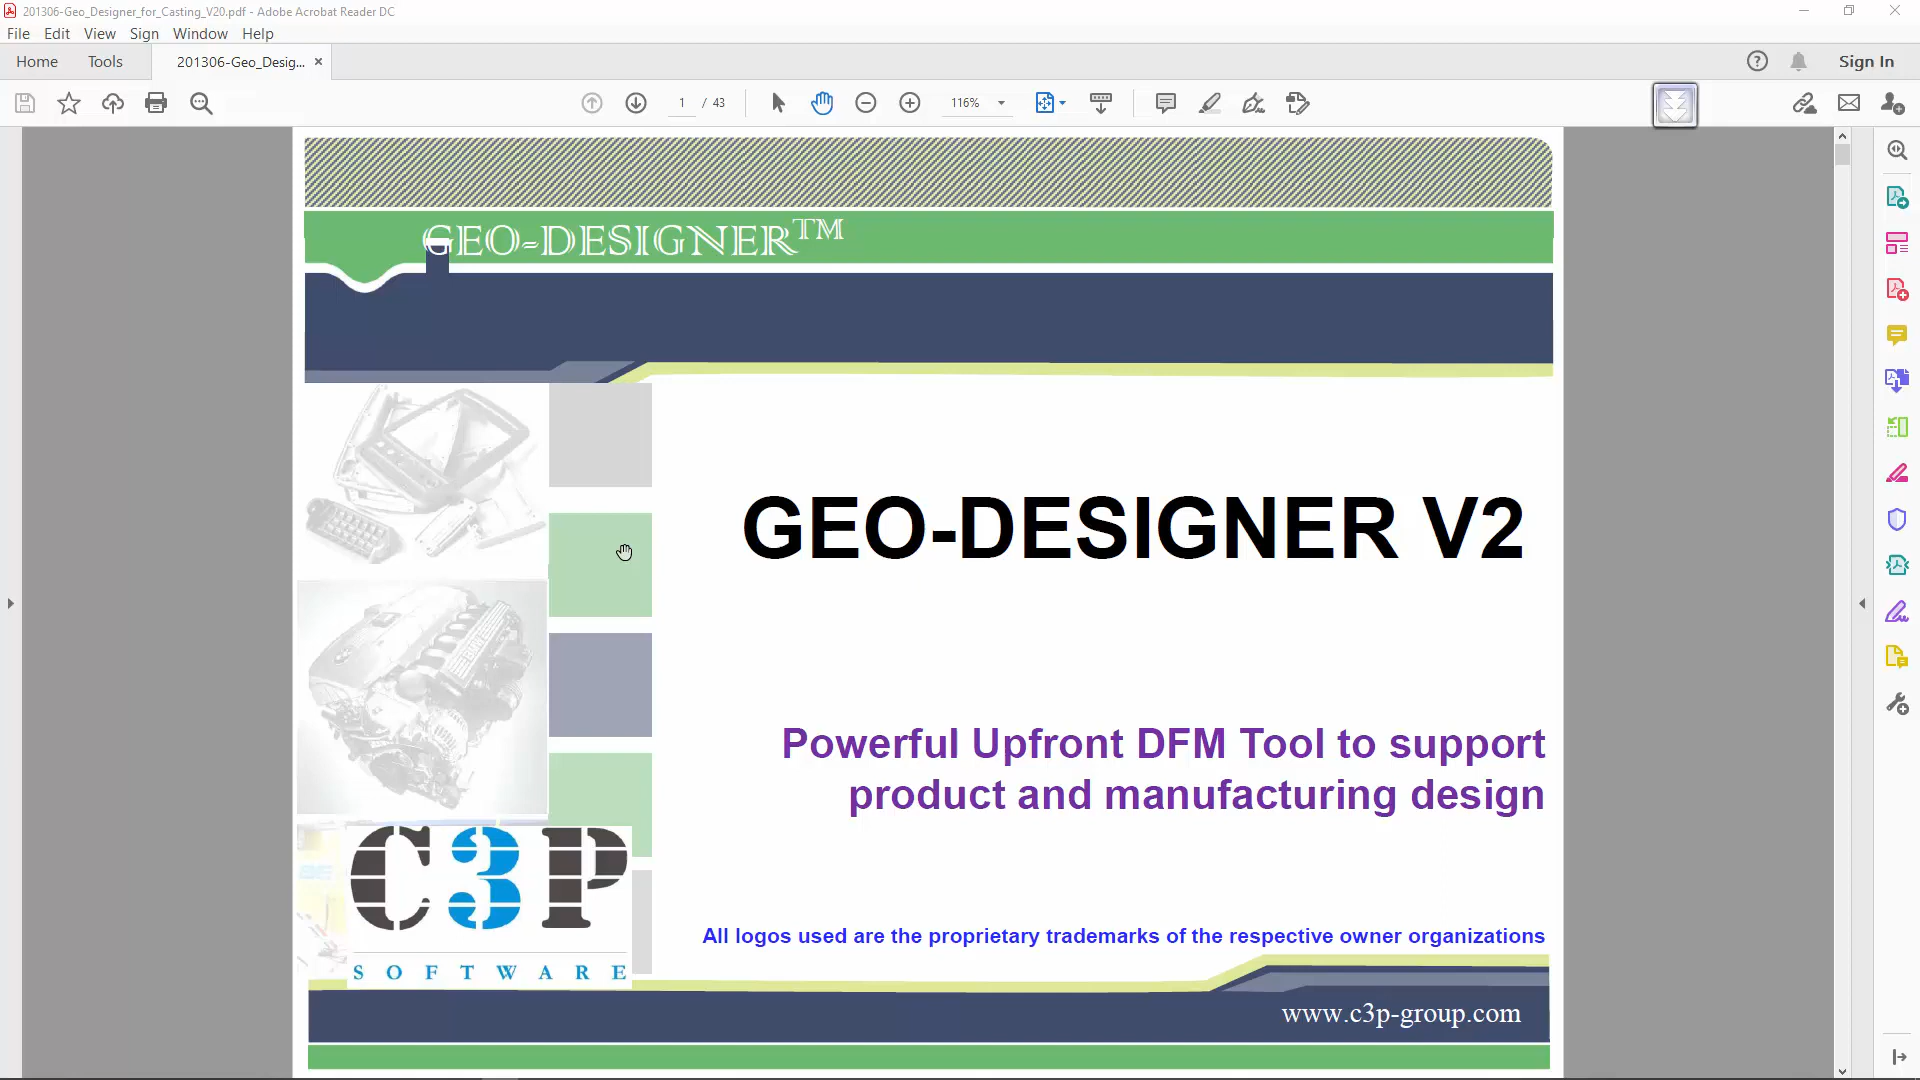 201306-Geo_Designer_for_Casting_V20.pdf - Adobe Acrobat Reader DC
File Edit View Sign Window Help
Home Tools 201306-Geo_Desig... × Sign In
1 / 43 116%
GEO-DESIGNER™
GEO-DESIGNER V2
Powerful Upfront DFM Tool to support
product and manufacturing design
C3P
SOFTWARE
All logos used are the proprietary trademarks of the respective owner organizations
www.c3p-group.com